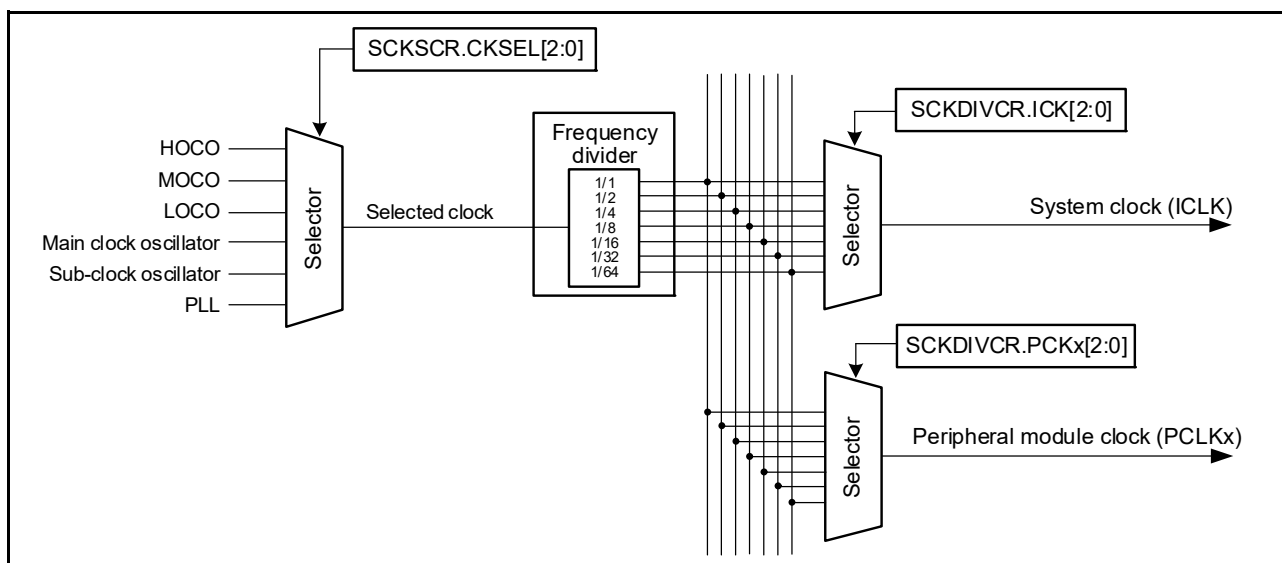 SCKSCR.CKSEL[2:0]
HOCO
MOCO
LOCO
Main clock oscillator
Sub-clock oscillator
PLL
Selector
Selected clock
Frequency
divider
1/1
1/2
1/4
1/8
1/16
1/32
1/64
SCKDIVCR.ICK[2:0]
Selector
System clock (ICLK)
SCKDIVCR.PCKx[2:0]
Selector
Peripheral module clock (PCLKx)